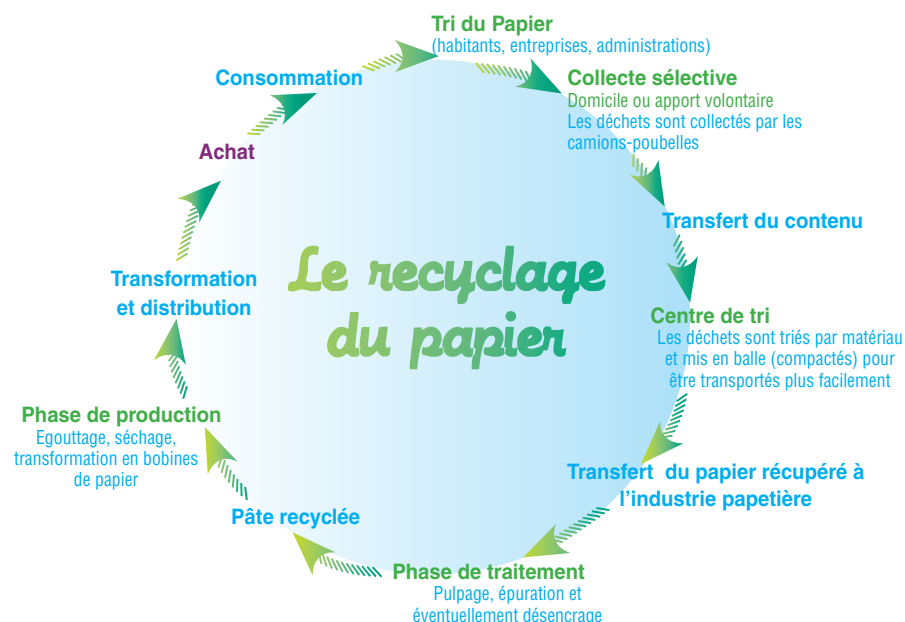 Tri du Papier
(habitants, entreprises, administrations)
Collecte sélective
Domicile ou apport volontaire
Les déchets sont collectés par les
camions-poubelles
Transfert du contenu
Centre de tri
Les déchets sont triés par matériau
et mis en balle (compactés) pour
être transportés plus facilement
Transfert du papier récupéré à
l'industrie papetière
Phase de traitement
Pulpage, épuration et
éventuellement désencrage
Pâte recyclée
Phase de production
Egouttage, séchage,
transformation en bobines
de papier
Transformation
et distribution
Achat
Consommation
Le recyclage
du papier